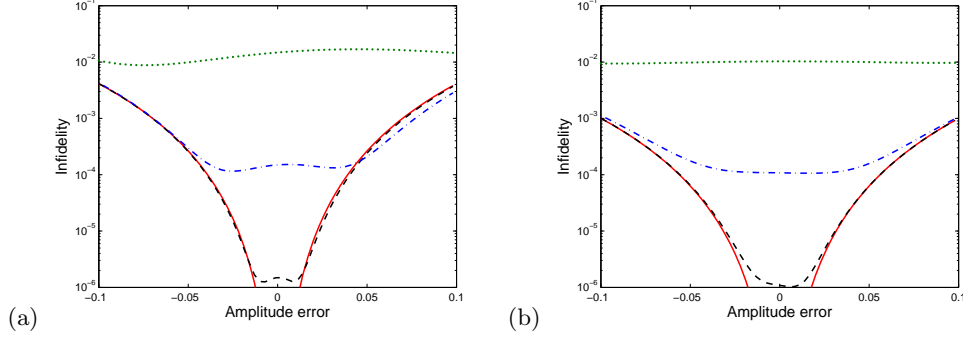 10⁻¹
10⁻²
10⁻³
10⁻⁴
10⁻⁵
10⁻⁶
Infidelity
−0.1 −0.05 0 0.05 0.1
Amplitude error
(a)
10⁻¹
10⁻²
10⁻³
10⁻⁴
10⁻⁵
10⁻⁶
Infidelity
−0.1 −0.05 0 0.05 0.1
Amplitude error
(b)